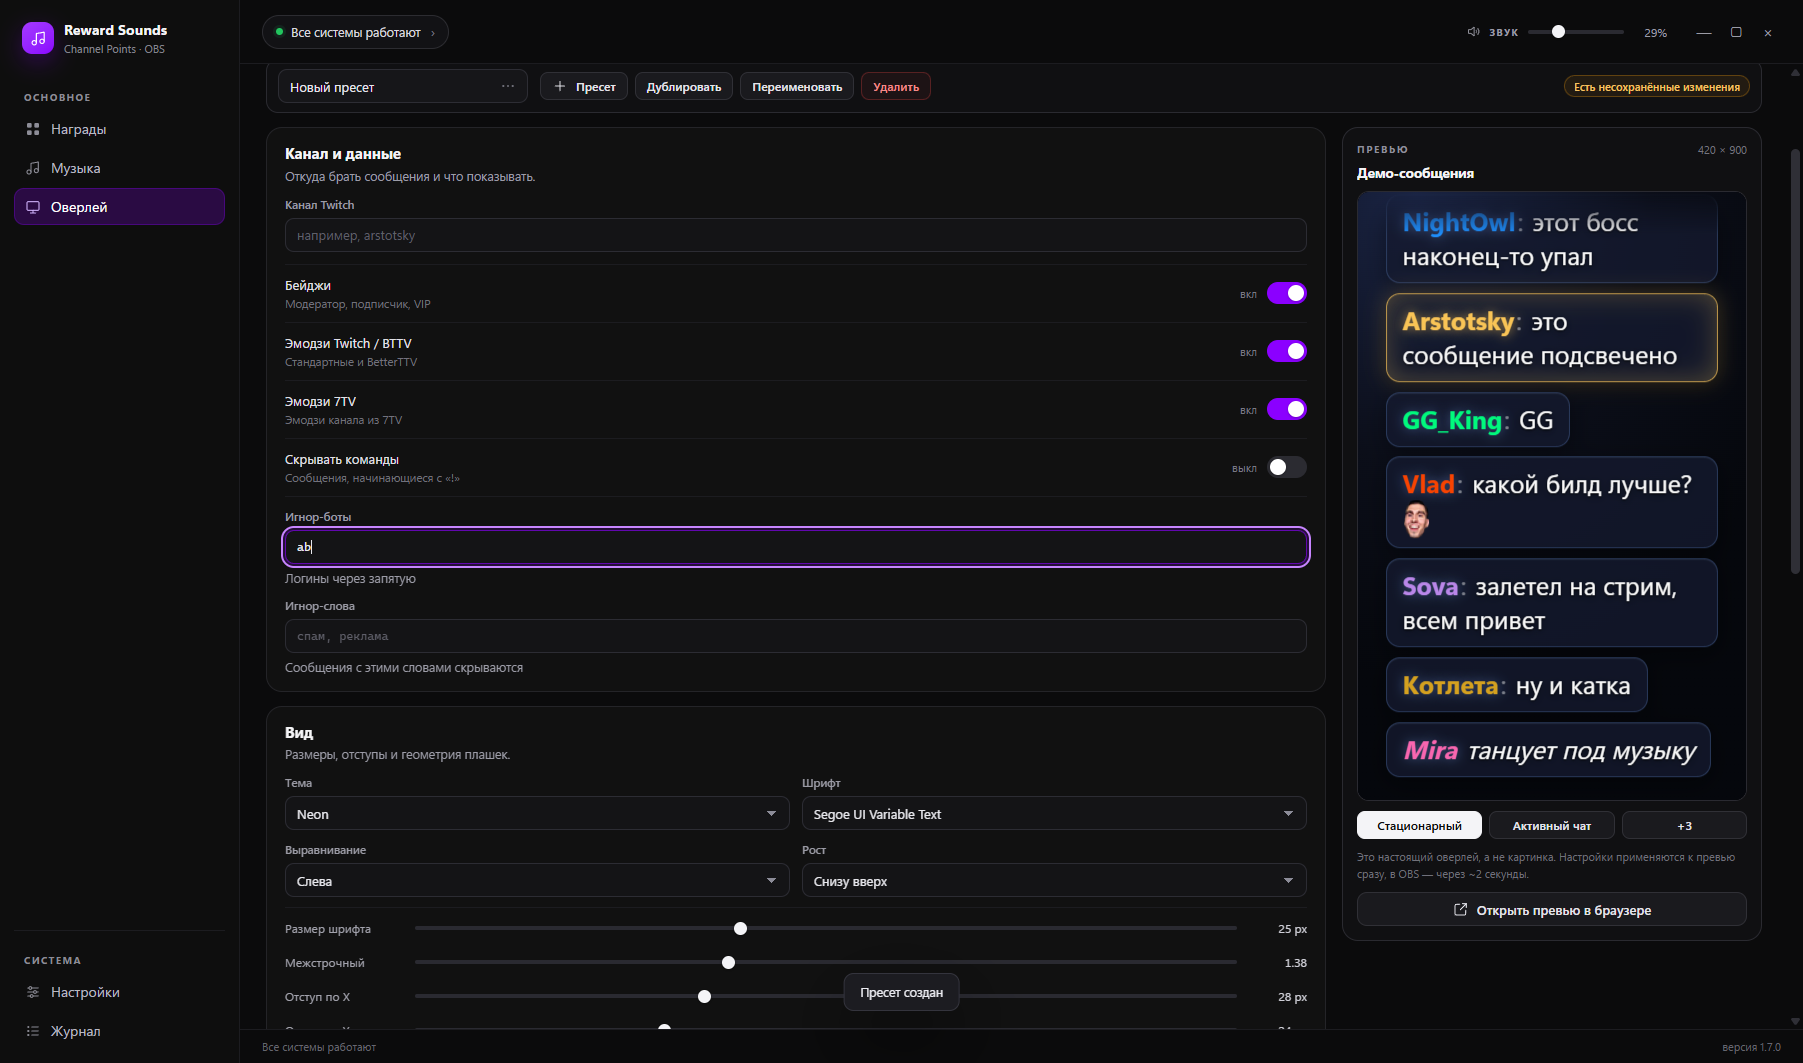 Reward Sounds
Channel Points · OBS
ОСНОВНОЕ
Награды
Музыка
Оверлей
СИСТЕМА
Настройки
Журнал
Все системы работают ›
ЗВУК
29%
Новый пресет
Пресет
Дублировать
Переименовать
Удалить
Есть несохранённые изменения
Канал и данные
Откуда брать сообщения и что показывать.
Канал Twitch
например, arstotsky
Бейджи
Модератор, подписчик, VIP
вкл
Эмодзи Twitch / BTTV
Стандартные и BetterTTV
вкл
Эмодзи 7TV
Эмодзи канала из 7TV
вкл
Скрывать команды
Сообщения, начинающиеся с «!»
выкл
Игнор-боты
ab
Логины через запятую
Игнор-слова
спам, реклама
Сообщения с этими словами скрываются
Вид
Размеры, отступы и геометрия плашек.
Тема
Шрифт
Neon
Segoe UI Variable Text
Выравнивание
Рост
Слева
Снизу вверх
Размер шрифта
25 px
Межстрочный
1.38
Отступ по X
28 px
Пресет создан
ПРЕВЬЮ
420 × 900
Демо-сообщения
NightOwl: этот босс
наконец-то упал
Arstotsky: это
сообщение подсвечено
GG_King: GG
Vlad: какой билд лучше?
Sova: залетел на стрим,
всем привет
Котлета: ну и катка
Mira танцует под музыку
Стационарный
Активный чат
+3
Это настоящий оверлей, а не картинка. Настройки применяются к превью
сразу, в OBS — через ~2 секунды.
Открыть превью в браузере
Все системы работают
версия 1.7.0